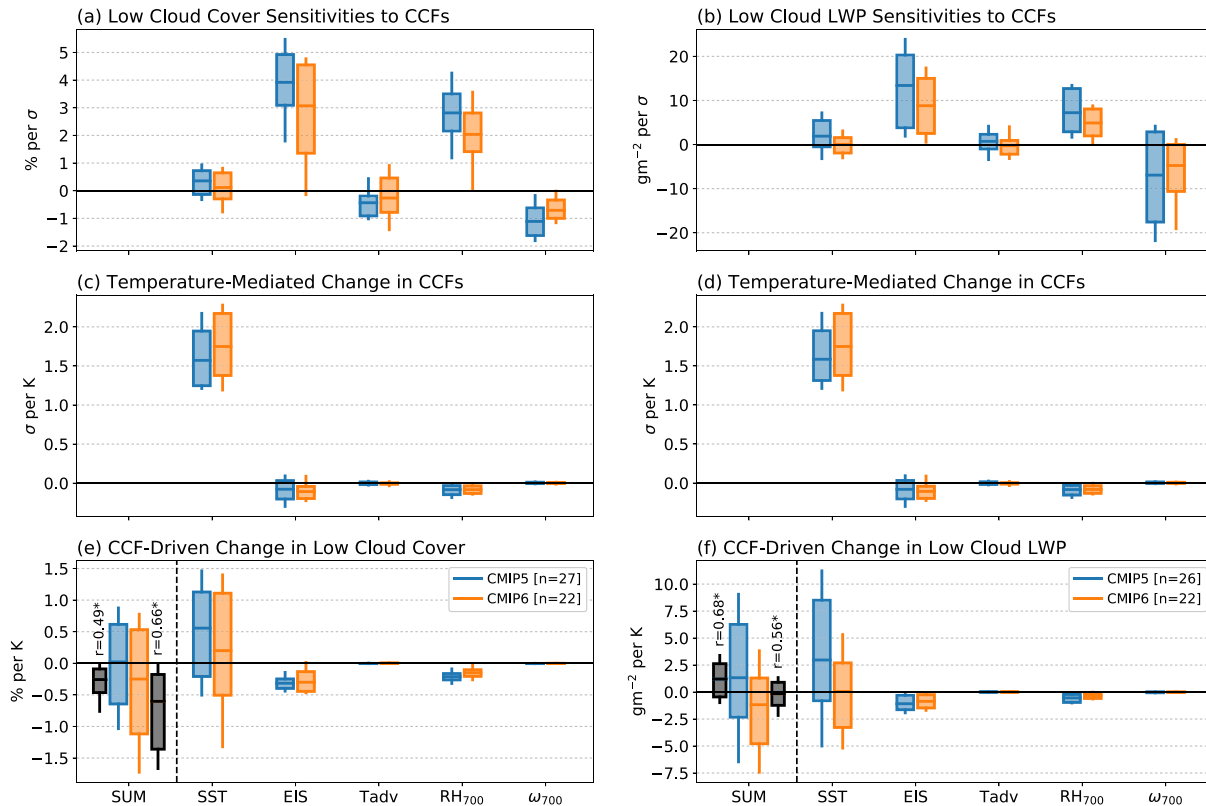 (a) Low Cloud Cover Sensitivities to CCFs
% per σ
5
4
3
2
1
0
−1
−2
(b) Low Cloud LWP Sensitivities to CCFs
gm⁻² per σ
20
10
0
−10
−20
(c) Temperature-Mediated Change in CCFs
σ per K
2.0
1.5
1.0
0.5
0.0
(d) Temperature-Mediated Change in CCFs
σ per K
2.0
1.5
1.0
0.5
0.0
(e) CCF-Driven Change in Low Cloud Cover
% per K
1.5
1.0
0.5
0.0
−0.5
−1.0
−1.5
r=0.49*
r=0.66*
CMIP5 [n=27]
CMIP6 [n=22]
SUM SST EIS Tadv RH₇₀₀ ω₇₀₀
(f) CCF-Driven Change in Low Cloud LWP
gm⁻² per K
10.0
7.5
5.0
2.5
0.0
−2.5
−5.0
−7.5
r=0.68*
r=0.56*
CMIP5 [n=26]
CMIP6 [n=22]
SUM SST EIS Tadv RH₇₀₀ ω₇₀₀